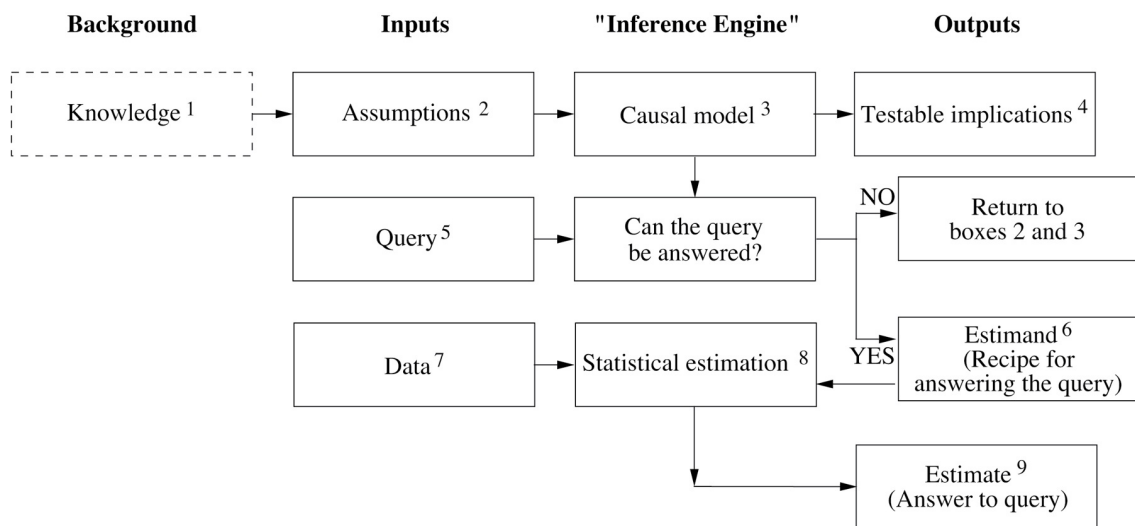 Background
Inputs
"Inference Engine"
Outputs
Knowledge 1
Assumptions 2
Causal model 3
Testable implications 4
Query 5
Can the query
be answered?
NO
Return to
boxes 2 and 3
YES
Estimand 6
(Recipe for
answering the query)
Data 7
Statistical estimation 8
Estimate 9
(Answer to query)